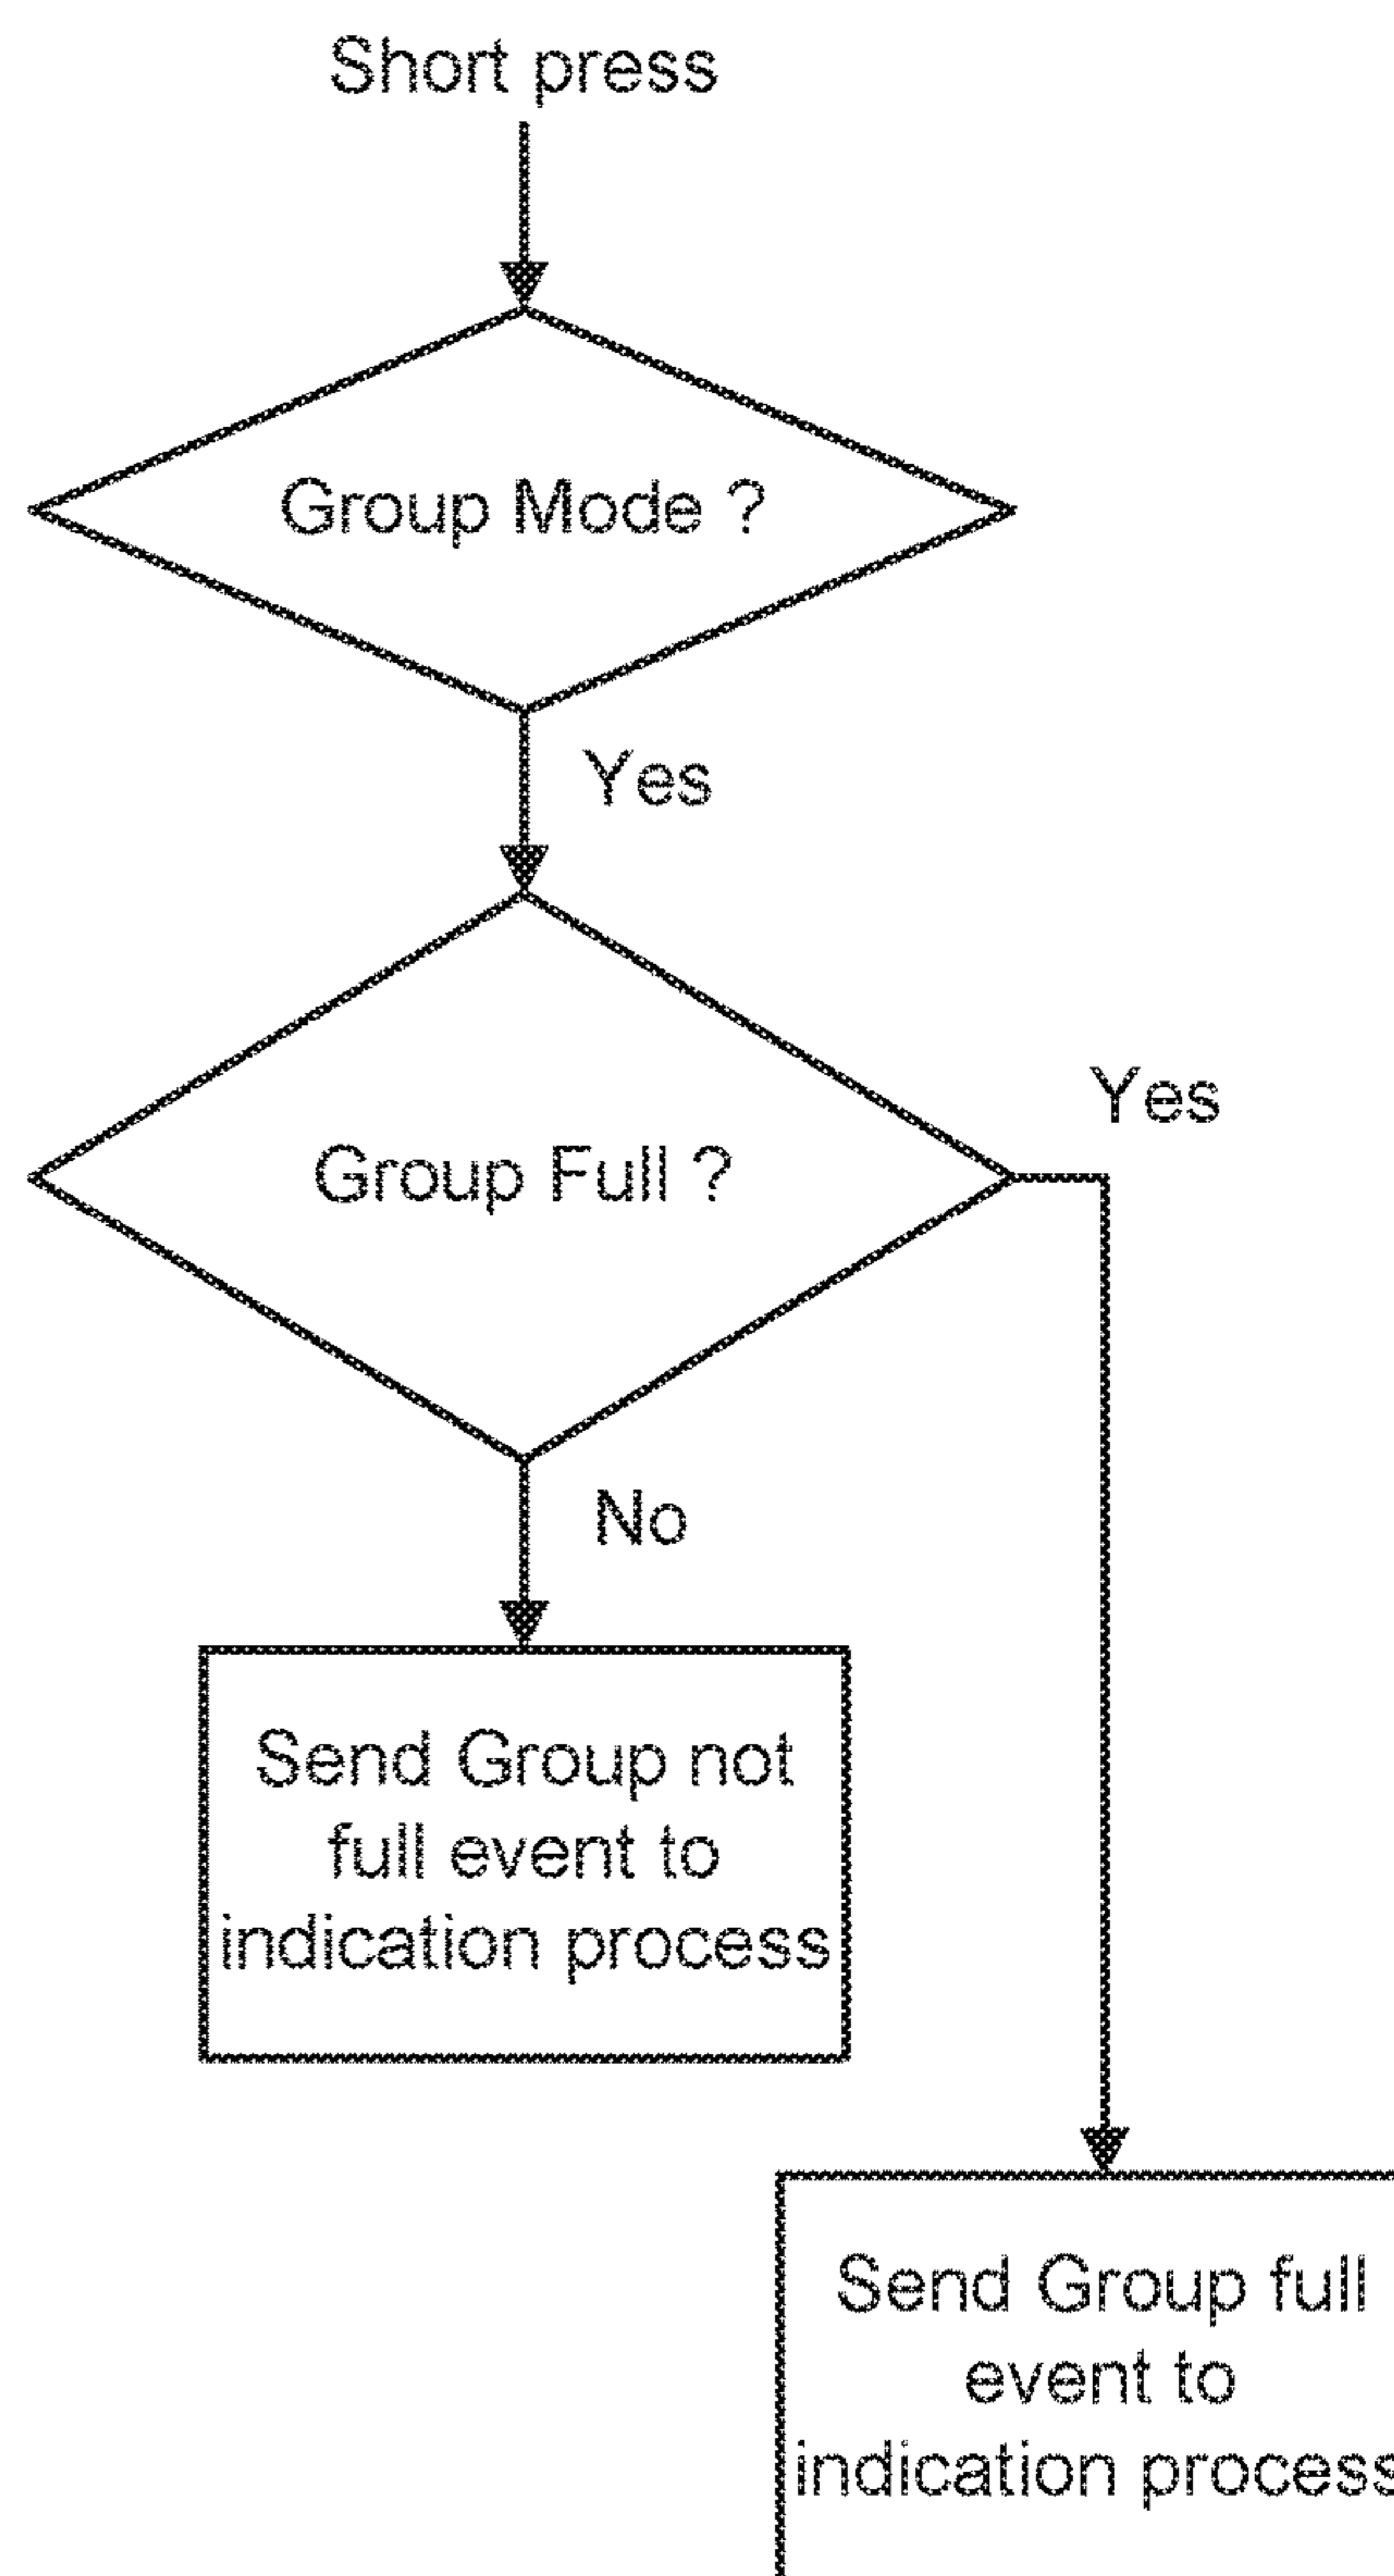 Short press
Group Mode ?
Yes
Group Full ?
Yes
No
Send Group not
full event to
indication process
Send Group full
event to
indication process